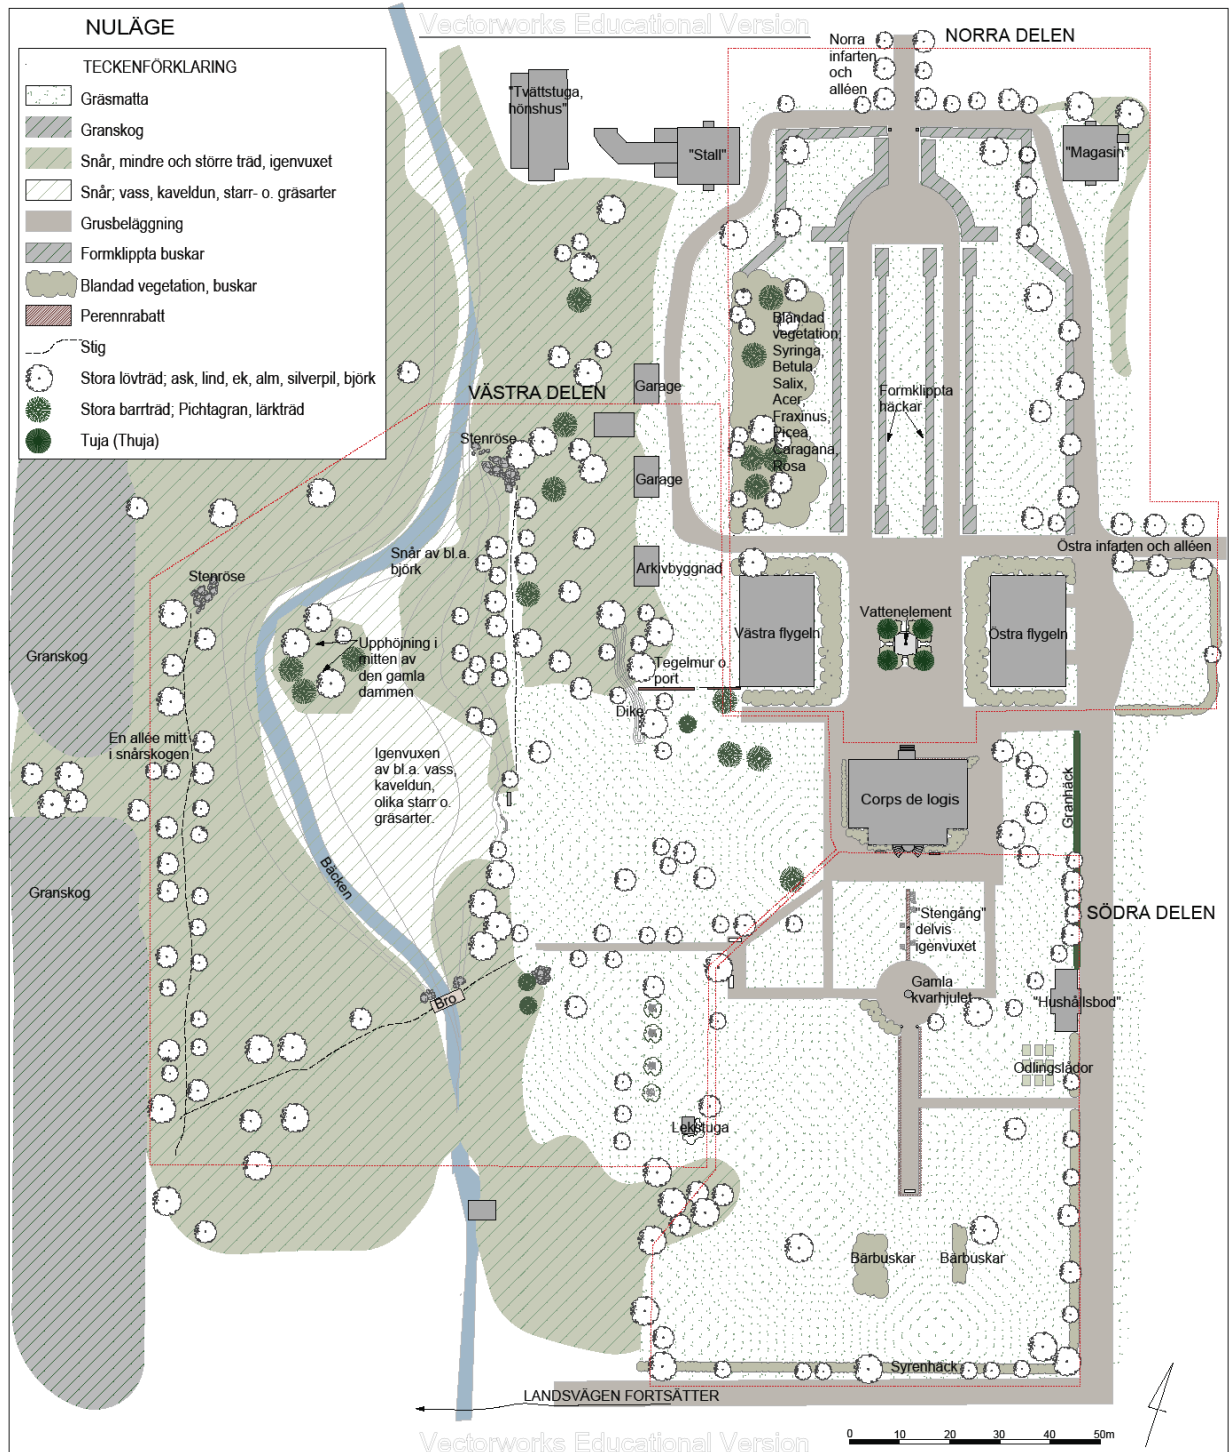 Vectorworks Educational Version
NULÄGE
TECKENFÖRKLARING
Gräsmatta
Granskog
Snår, mindre och större träd, igenvuxet
Snår; vass, kaveldun, starr- o. gräsarter
Grusbeläggning
Formklippta buskar
Blandad vegetation, buskar
Perennrabatt
Stig
Stora lövträd; ask, lind, ek, alm, silverpil, björk
Stora barrträd; Pichtagran, lärkträd
Tuja (Thuja)
NORRA DELEN
Norra
infarten
och
alléen
"Tvättstuga,
hönshus"
"Stall"
"Magasin"
VÄSTRA DELEN
Garage
Blandad
vegetation;
Syringa,
Betula,
Salix,
Acer,
Fraxinus,
Picea,
Caragana,
Rosa
Formklippta
häckar
Stenröse
Garage
Snår av bl.a.
björk
Arkivbyggnad
Östra infarten och alléen
Stenröse
Västra flygeln
Vattenelement
Östra flygeln
Granskog
Upphöjning i
mitten av
den gamla
dammen
Tegelmur o.
port
Dike
En allée mitt
i snårskogen
Igenvuxen
av bl.a. vass,
kaveldun,
olika starr o.
gräsarter.
Corps de logis
Granhäck
Bäcken
Granskog
"Stengång"
delvis
igenvuxet
SÖDRA DELEN
Bro
Gamla
kvarhjulet
"Hushållsbod"
Odlingslådor
Lekstuga
Bärbuskar
Bärbuskar
Syrenhäck
LANDSVÄGEN FORTSÄTTER
0 10 20 30 40 50m
Vectorworks Educational Version